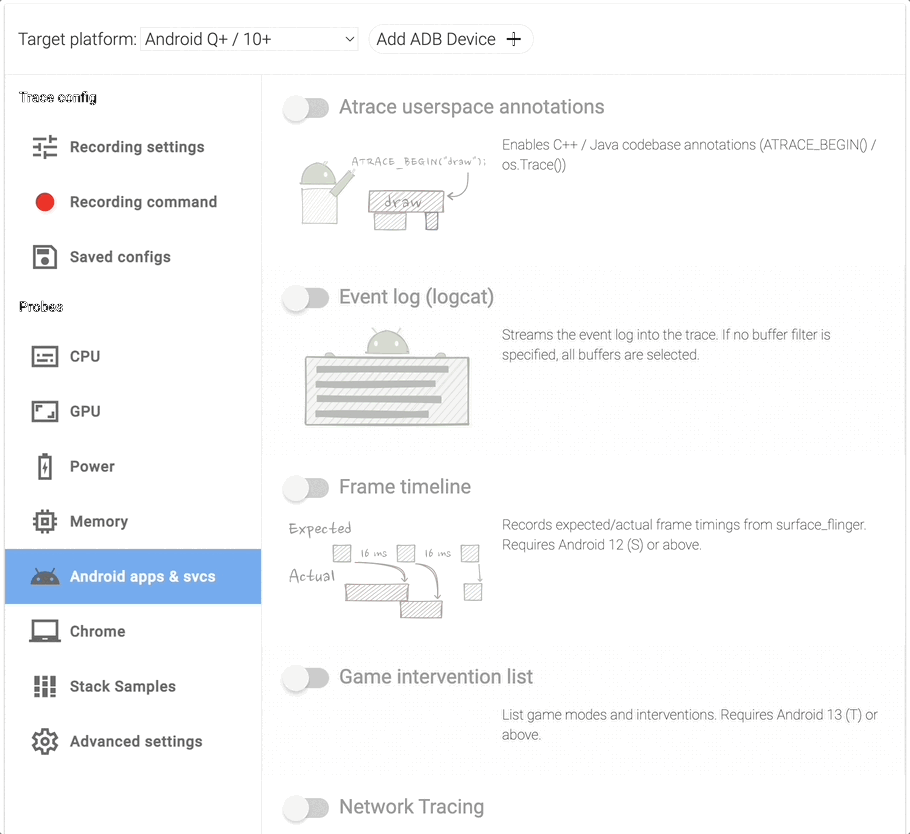 Target platform: Android Q+ / 10+ Add ADB Device
Trace config
Recording settings
Recording command
Saved configs
Probes
CPU
GPU
Power
Memory
Android apps & svcs
Chrome
Stack Samples
Advanced settings
Atrace userspace annotations
ATRACE_BEGIN("draw");
draw
Enables C++ / Java codebase annotations (ATRACE_BEGIN() /
os.Trace())
Event log (logcat)
Streams the event log into the trace. If no buffer filter is
specified, all buffers are selected.
Frame timeline
Expected
16 ms 16 ms
Actual
Records expected/actual frame timings from surface_flinger.
Requires Android 12 (S) or above.
Game intervention list
List game modes and interventions. Requires Android 13 (T) or
above.
Network Tracing